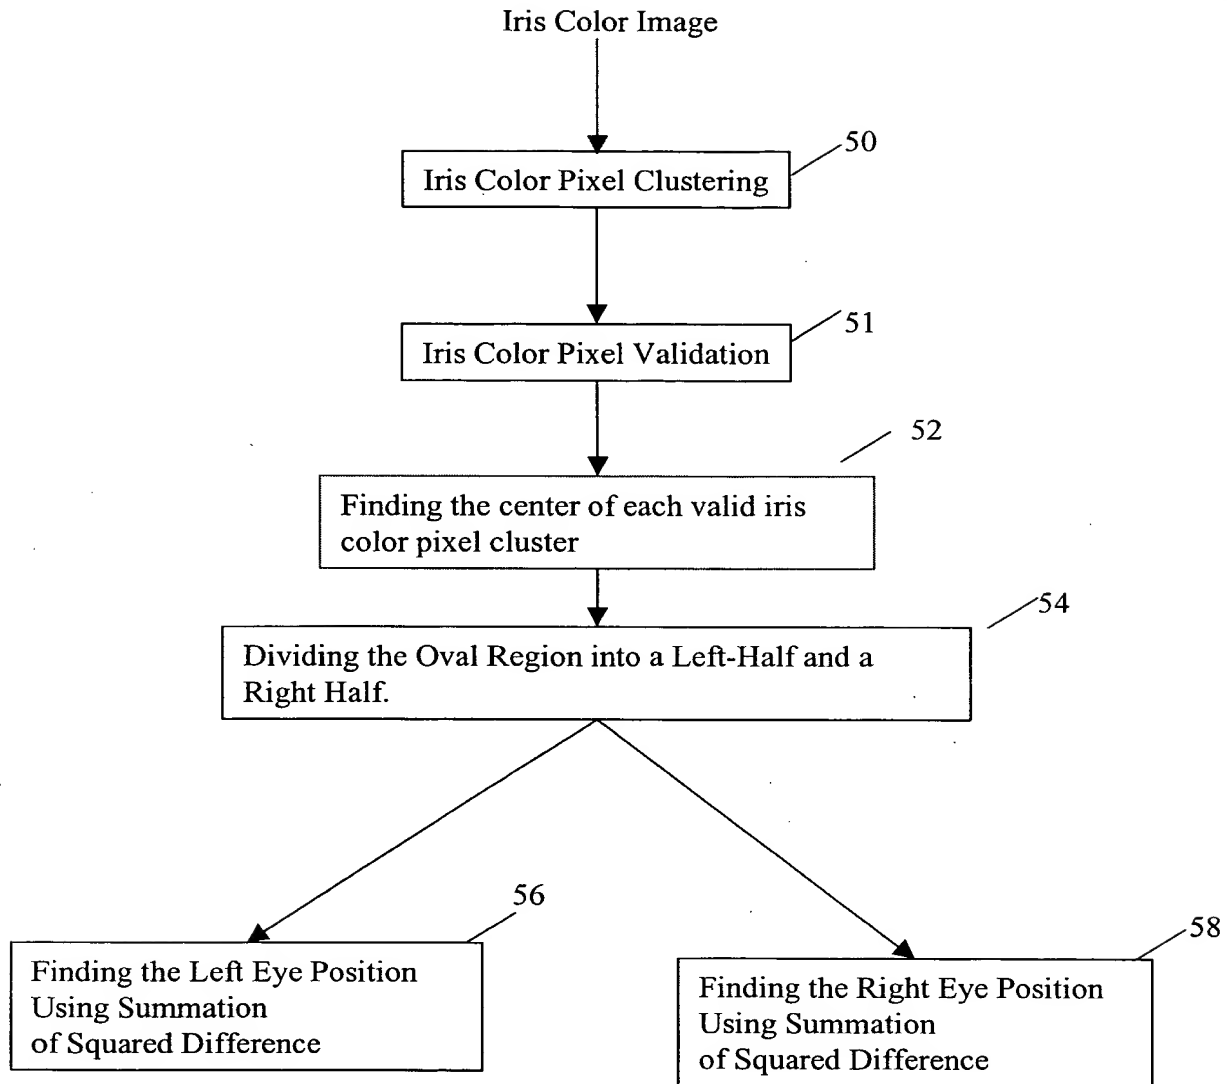 Iris Color Image
50
Iris Color Pixel Clustering
51
Iris Color Pixel Validation
52
Finding the center of each valid iris
color pixel cluster
54
Dividing the Oval Region into a Left-Half and a
Right Half.
56
Finding the Left Eye Position
Using Summation
of Squared Difference
58
Finding the Right Eye Position
Using Summation
of Squared Difference